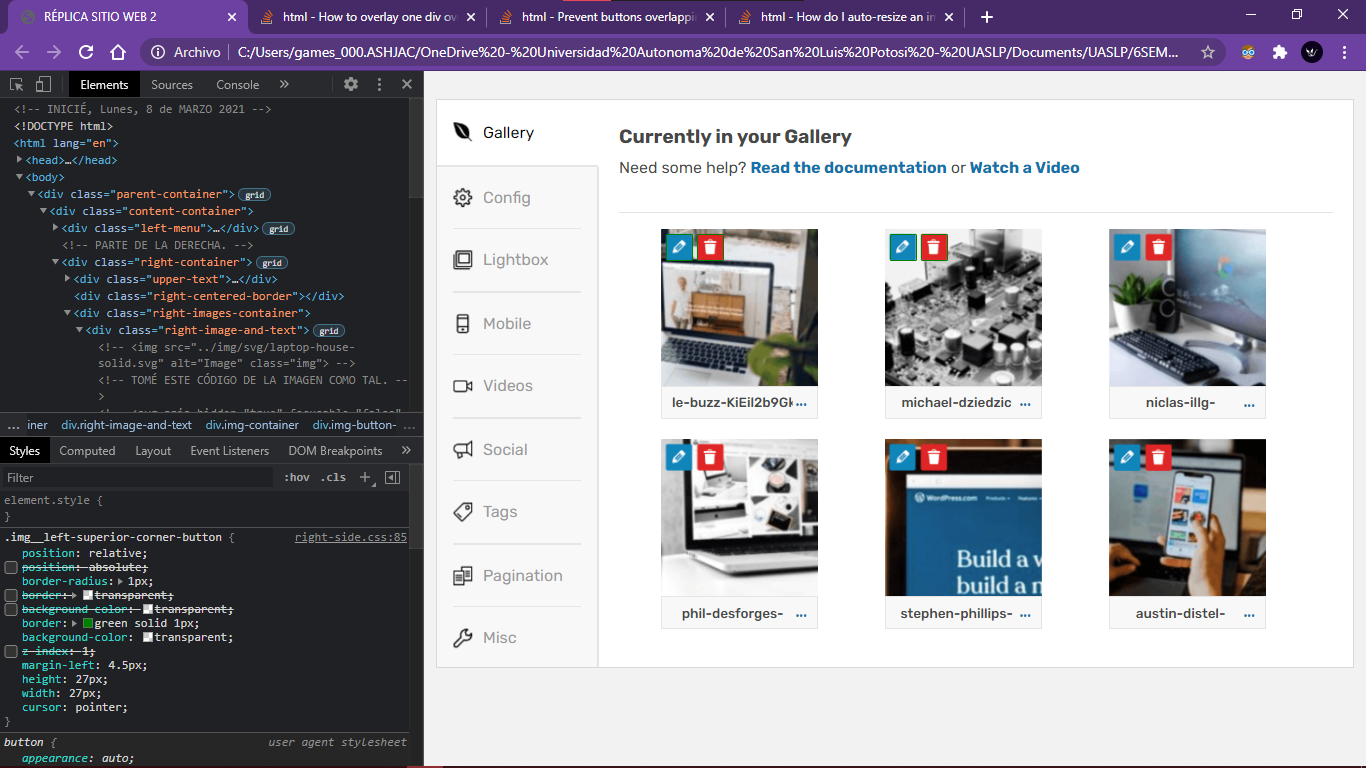 RÉPLICA SITIO WEB 2
html - How to overlay one div ov
html - Prevent buttons overlappi
html - How do I auto-resize an in
Archivo C:/Users/games_000.ASHJAC/OneDrive%20-%20Universidad%20Autonoma%20de%20San%20Luis%20Potosi%20-%20UASLP/Documents/UASLP/6SEM...
Elements Sources Console »
<!-- INICIÉ, Lunes, 8 de MARZO 2021 -->
<!DOCTYPE html>
<html lang="en">
<head>…</head>
<body>
<div class="parent-container"> grid
<div class="content-container">
<div class="left-menu">…</div> grid
<!-- PARTE DE LA DERECHA. -->
<div class="right-container"> grid
<div class="upper-text">…</div>
<div class="right-centered-border"></div>
<div class="right-images-container">
<div class="right-image-and-text"> grid
<!-- <img src="../img/svg/laptop-house-
solid.svg" alt="Image" class="img"> -->
<!-- TOMÉ ESTE CÓDIGO DE LA IMAGEN COMO TAL. --
>
... iner div.right-image-and-text div.img-container div.img-button- ...
Styles Computed Layout Event Listeners DOM Breakpoints »
Filter :hov .cls +
element.style {
}
.img__left-superior-corner-button { right-side.css:85
position: relative;
position: absolute;
border-radius: 1px;
border: transparent;
background-color: transparent;
border: green solid 1px;
background-color: transparent;
z-index: 1;
margin-left: 4.5px;
height: 27px;
width: 27px;
cursor: pointer;
}
button { user agent stylesheet
appearance: auto;
Gallery
Config
Lightbox
Mobile
Videos
Social
Tags
Pagination
Misc
Currently in your Gallery
Need some help? Read the documentation or Watch a Video
le-buzz-KiEiI2b9Gk ...
michael-dziedzic ...
niclas-illg- ...
WordPress.com
Build a w
build a n
phil-desforges- ...
stephen-phillips- ...
austin-distel- ...